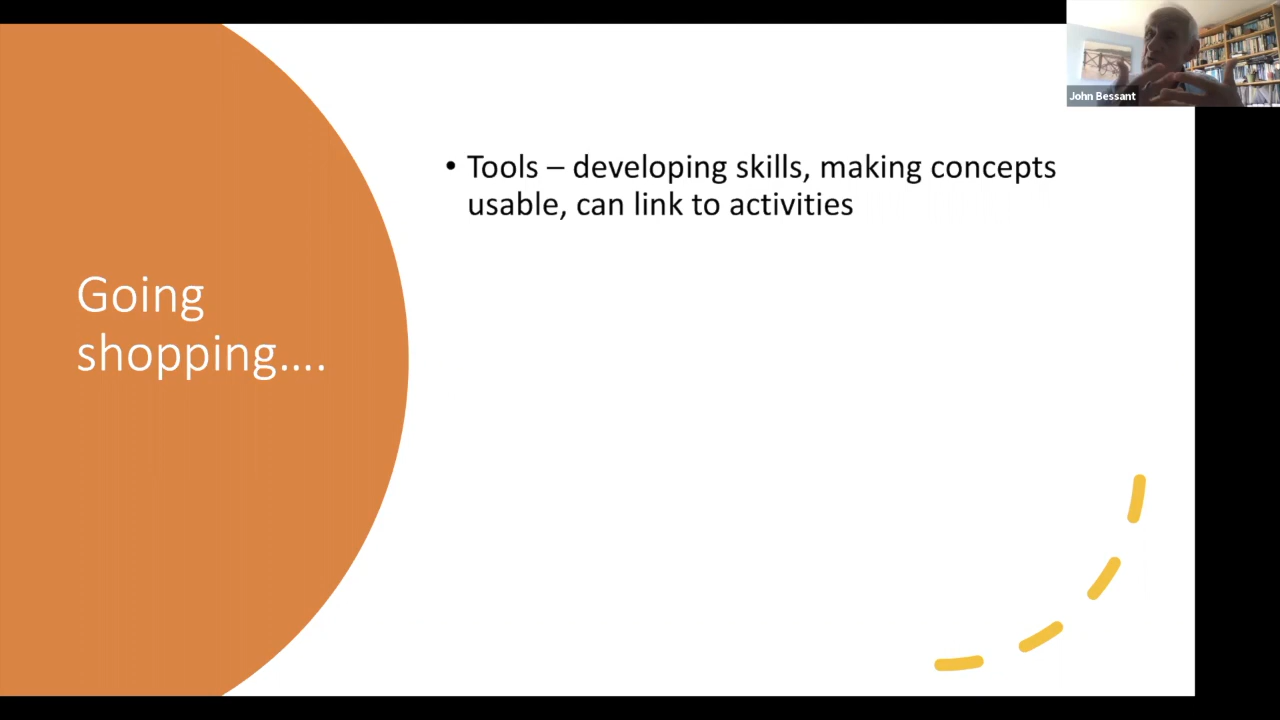 John Bessant
Going
shopping....
• Tools – developing skills, making concepts
usable, can link to activities